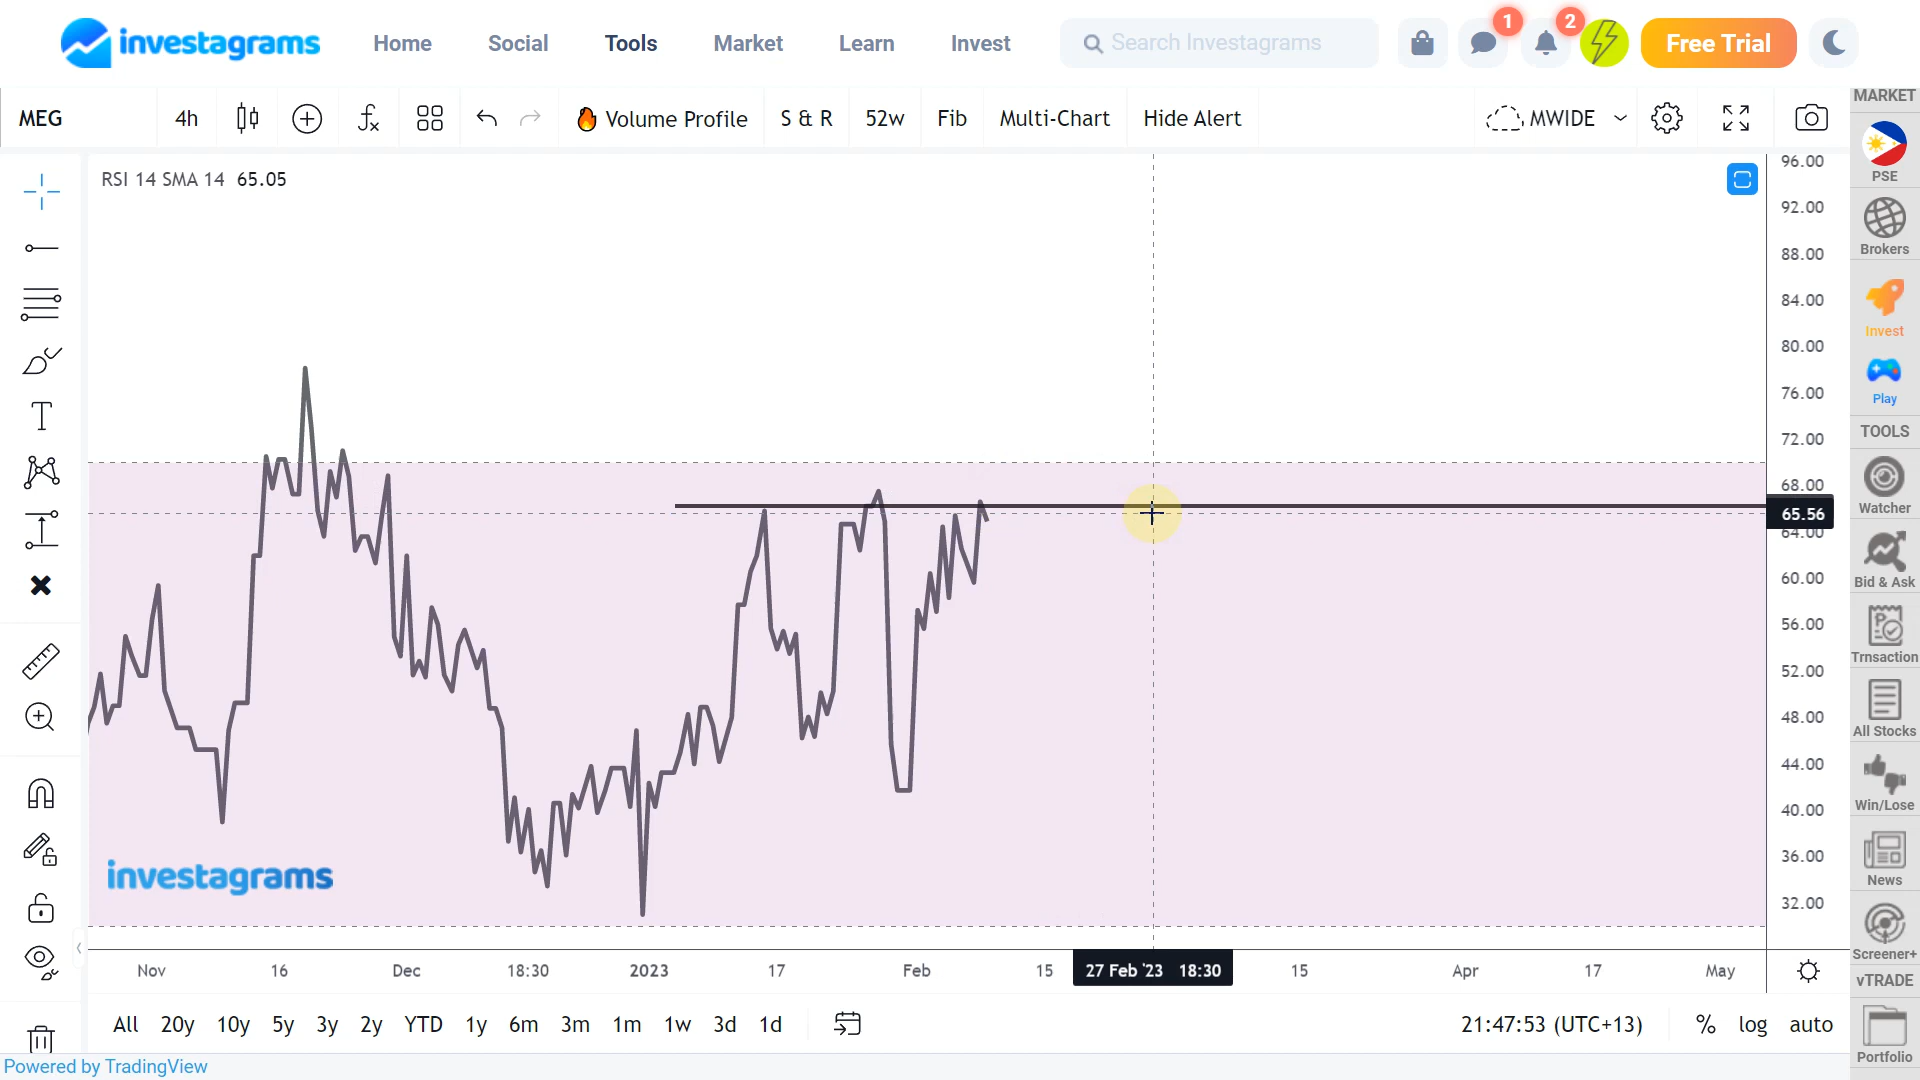 investagrams Home Social Tools Market Learn Invest Search Investagrams 1 2 Free Trial
MEG 4h Volume Profile S & R 52w Fib Multi-Chart Hide Alert MWIDE
RSI 14 SMA 14 65.05
96.00
92.00
88.00
84.00
80.00
76.00
72.00
68.00
65.56
64.00
60.00
56.00
52.00
48.00
44.00
40.00
36.00
32.00
investagrams
Nov 16 Dec 18:30 2023 17 Feb 15 27 Feb '23 18:30 15 Apr 17 May
All 20y 10y 5y 3y 2y YTD 1y 6m 3m 1m 1w 3d 1d 21:47:53 (UTC+13) % log auto
Powered by TradingView
MARKET
PSE
Brokers
Invest
Play
TOOLS
Watcher
Bid & Ask
Trnsaction
All Stocks
Win/Lose
News
Screener+
vTRADE
Portfolio